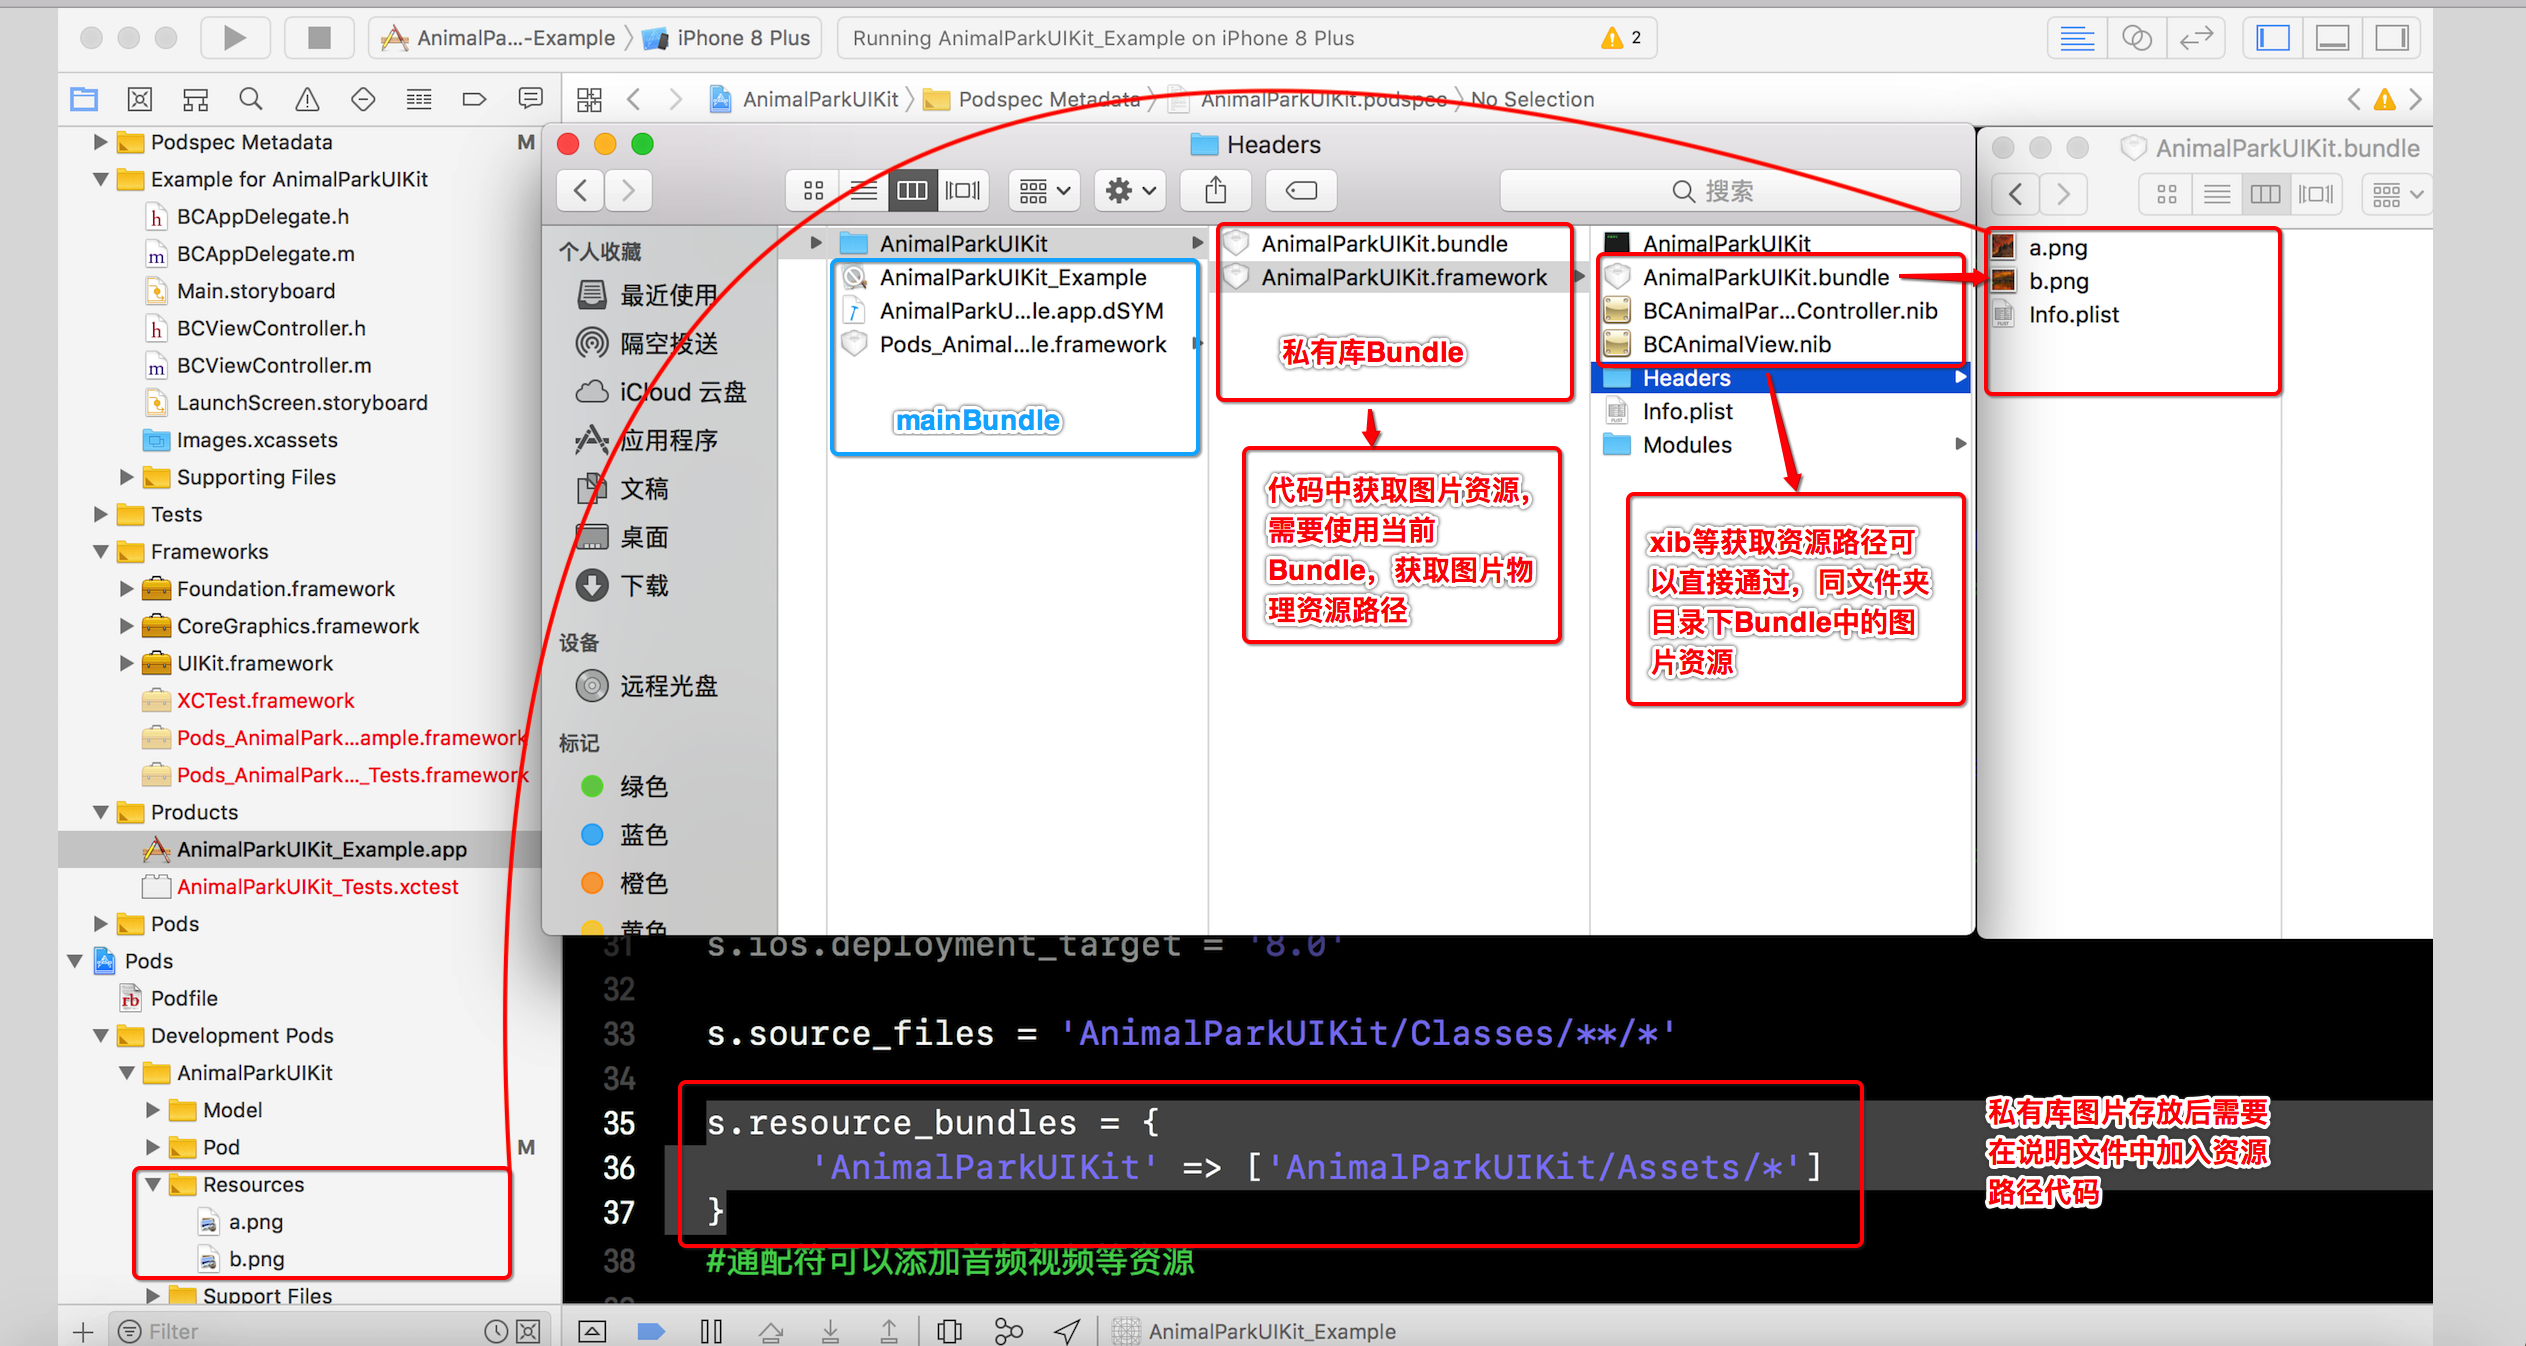 AnimalPa...-Example
iPhone 8 Plus
Running AnimalParkUIKit_Example on iPhone 8 Plus
2
AnimalParkUIKit
Podspec Metadata
AnimalParkUIKit.podspec
No Selection
Podspec Metadata
M
Example for AnimalParkUIKit
h BCAppDelegate.h
m BCAppDelegate.m
Main.storyboard
h BCViewController.h
m BCViewController.m
LaunchScreen.storyboard
Images.xcassets
Supporting Files
Tests
Frameworks
Foundation.framework
CoreGraphics.framework
UIKit.framework
XCTest.framework
Pods_AnimalPark...ample.framework
Pods_AnimalPark..._Tests.framework
Products
AnimalParkUIKit_Example.app
AnimalParkUIKit_Tests.xctest
Pods
Pods
rb Podfile
Development Pods
AnimalParkUIKit
Model
Pod
M
Resources
a.png
b.png
Support Files
Filter
Headers
搜索
个人收藏
最近使用
隔空投送
iCloud 云盘
应用程序
文稿
桌面
下载
设备
远程光盘
标记
绿色
蓝色
橙色
黄色
AnimalParkUIKit
AnimalParkUIKit_Example
AnimalParkU...le.app.dSYM
Pods_Animal...le.framework
mainBundle
AnimalParkUIKit.bundle
AnimalParkUIKit.framework
私有库Bundle
代码中获取图片资源，
需要使用当前
Bundle，获取图片物
理资源路径
AnimalParkUIKit
AnimalParkUIKit.bundle
BCAnimalPar...Controller.nib
BCAnimalView.nib
Headers
Info.plist
Modules
xib等获取资源路径可
以直接通过，同文件夹
目录下Bundle中的图
片资源
AnimalParkUIKit.bundle
a.png
b.png
Info.plist
31 s.ios.deployment_target = '8.0'
32
33 s.source_files = 'AnimalParkUIKit/Classes/**/*'
34
35 s.resource_bundles = {
36 'AnimalParkUIKit' => ['AnimalParkUIKit/Assets/*']
37 }
38 #通配符可以添加音频视频等资源
私有库图片存放后需要
在说明文件中加入资源
路径代码
AnimalParkUIKit_Example